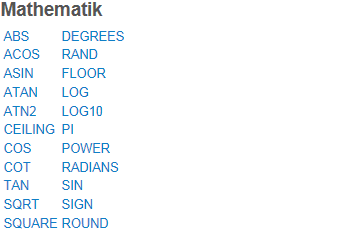 Mathematik
ABS DEGREES
ACOS RAND
ASIN FLOOR
ATAN LOG
ATN2 LOG10
CEILING PI
COS POWER
COT RADIANS
TAN SIN
SQRT SIGN
SQUARE ROUND